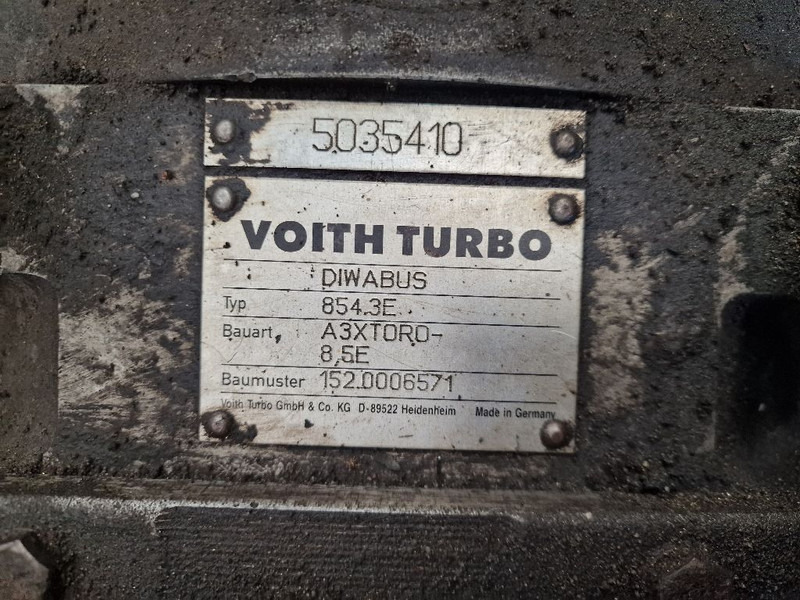 5035410
VOITH TURBO
DIWABUS
Typ 854.3E
Bauart, A3XTORO-
8,5E
Baumuster 152.0006571
Voith Turbo GmbH & Co. KG D-89522 Heidenheim Made in Germany